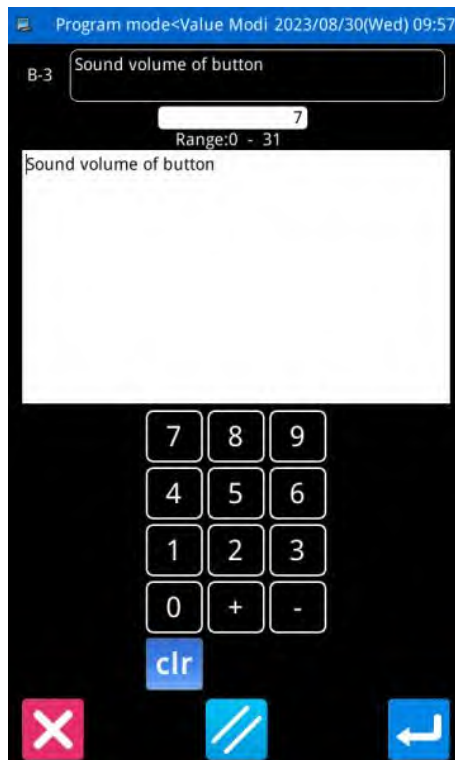 Program mode<Value Modi 2023/08/30(Wed) 09:57
B-3
Sound volume of button
7
Range:0 - 31
Sound volume of button
7 8 9
4 5 6
1 2 3
0 + -
clr